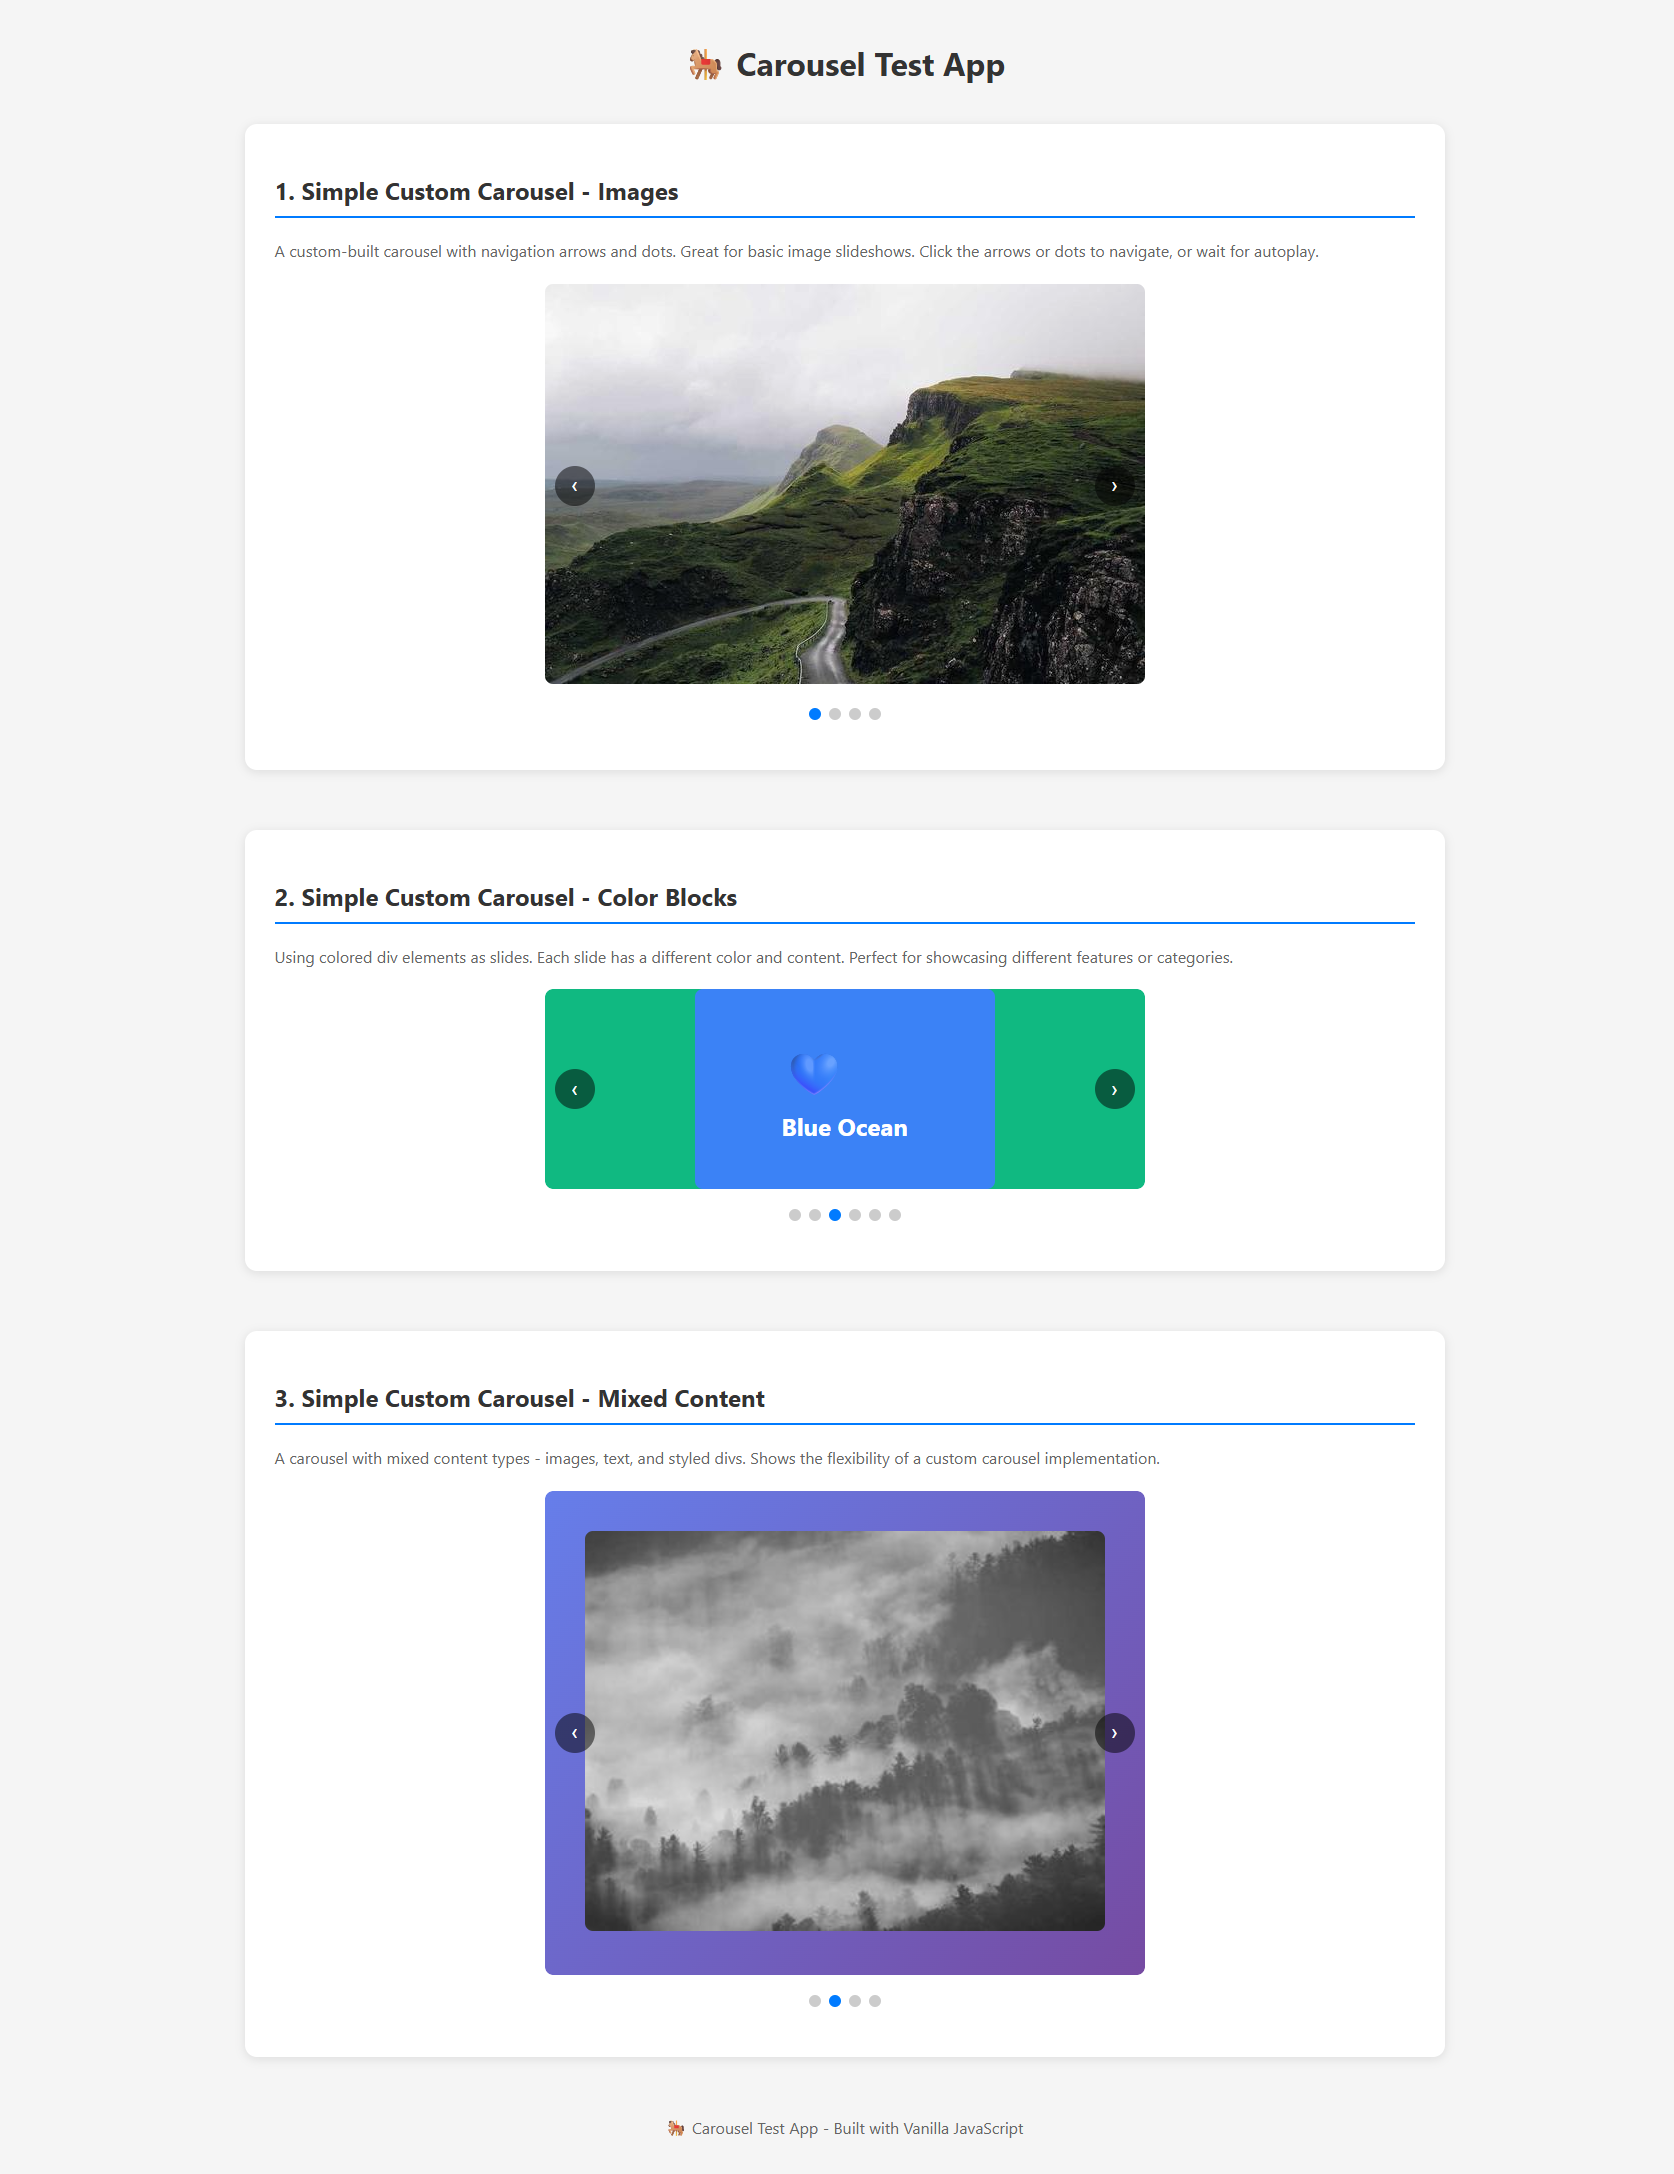 Carousel Test App
1. Simple Custom Carousel - Images
A custom-built carousel with navigation arrows and dots. Great for basic image slideshows. Click the arrows or dots to navigate, or wait for autoplay.
‹ ›
2. Simple Custom Carousel - Color Blocks
Using colored div elements as slides. Each slide has a different color and content. Perfect for showcasing different features or categories.
‹ ›
Blue Ocean
3. Simple Custom Carousel - Mixed Content
A carousel with mixed content types - images, text, and styled divs. Shows the flexibility of a custom carousel implementation.
‹ ›
Carousel Test App - Built with Vanilla JavaScript